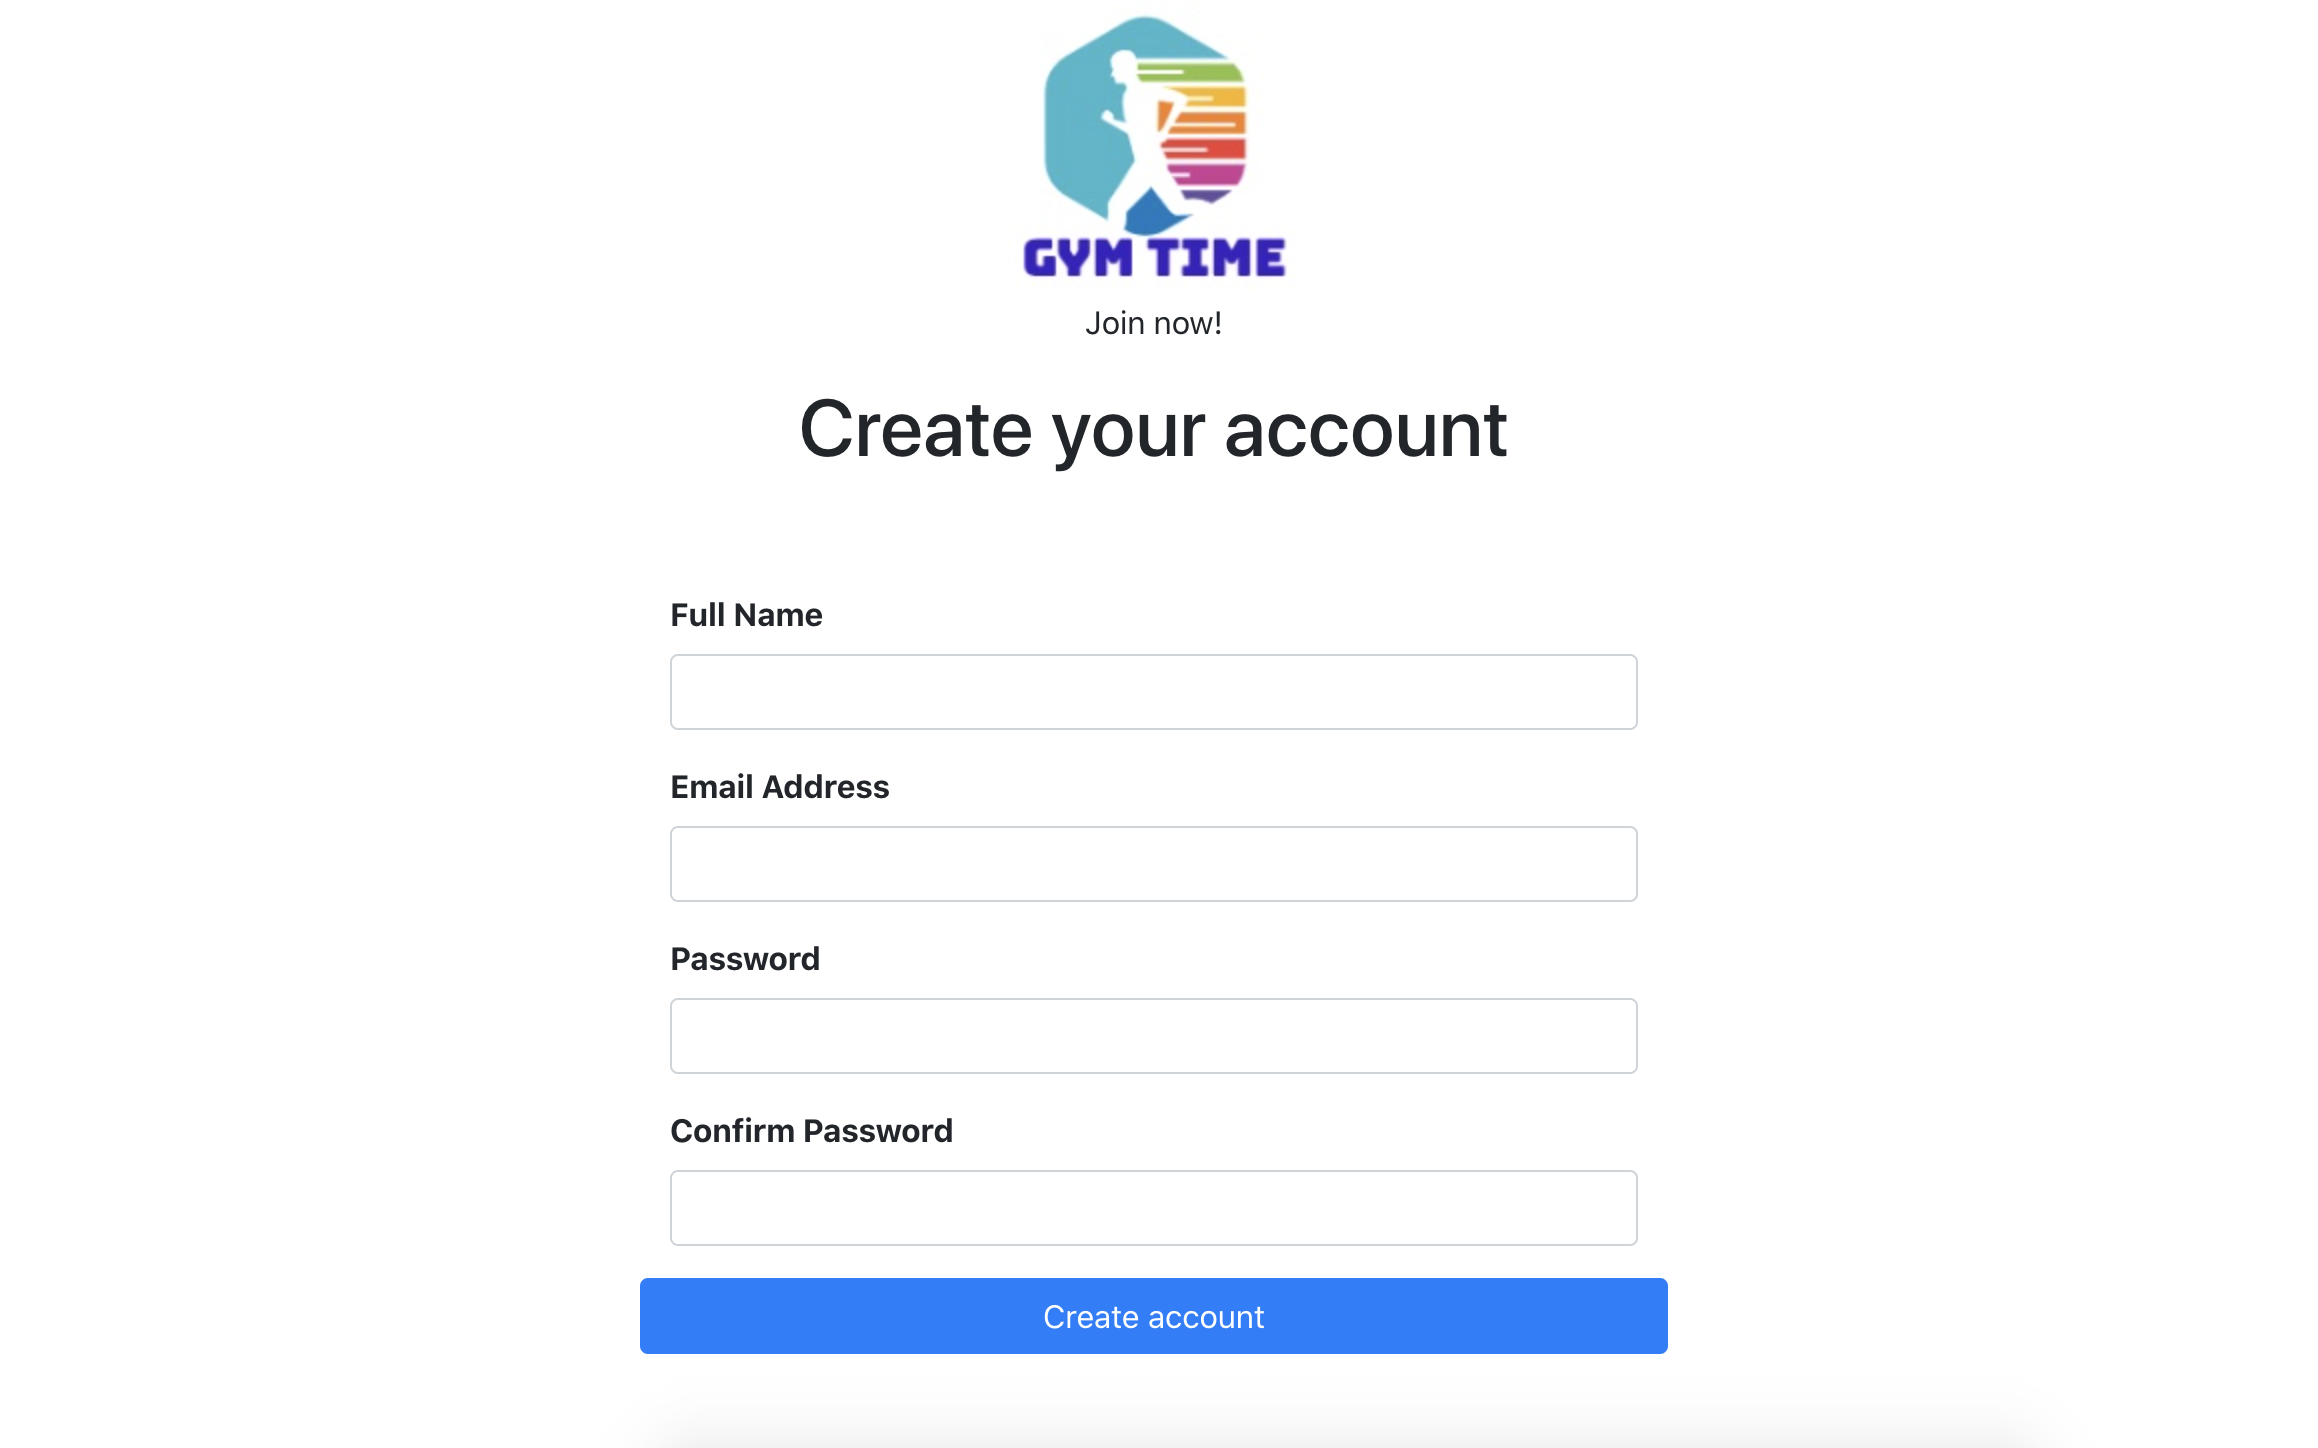 GYM TIME
Join now!
Create your account
Full Name
Email Address
Password
Confirm Password
Create account